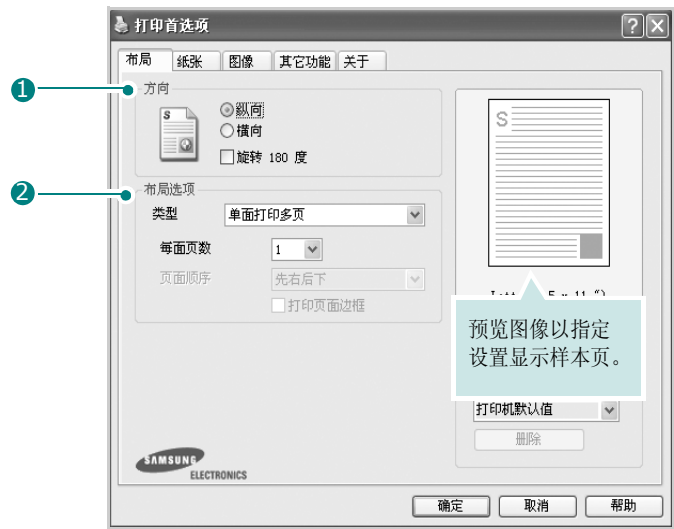 打印首选项
布局 纸张 图像 其它功能 关于
1
方向
S
纵向
横向
旋转 180 度
2
布局选项
类型 单面打印多页
每面页数 1
页面顺序 先右后下
打印页面边框
S
5 x 11 ")
预览图像以指定
设置显示样本页。
打印机默认值
删除
SAMSUNG
ELECTRONICS
确定 取消 帮助